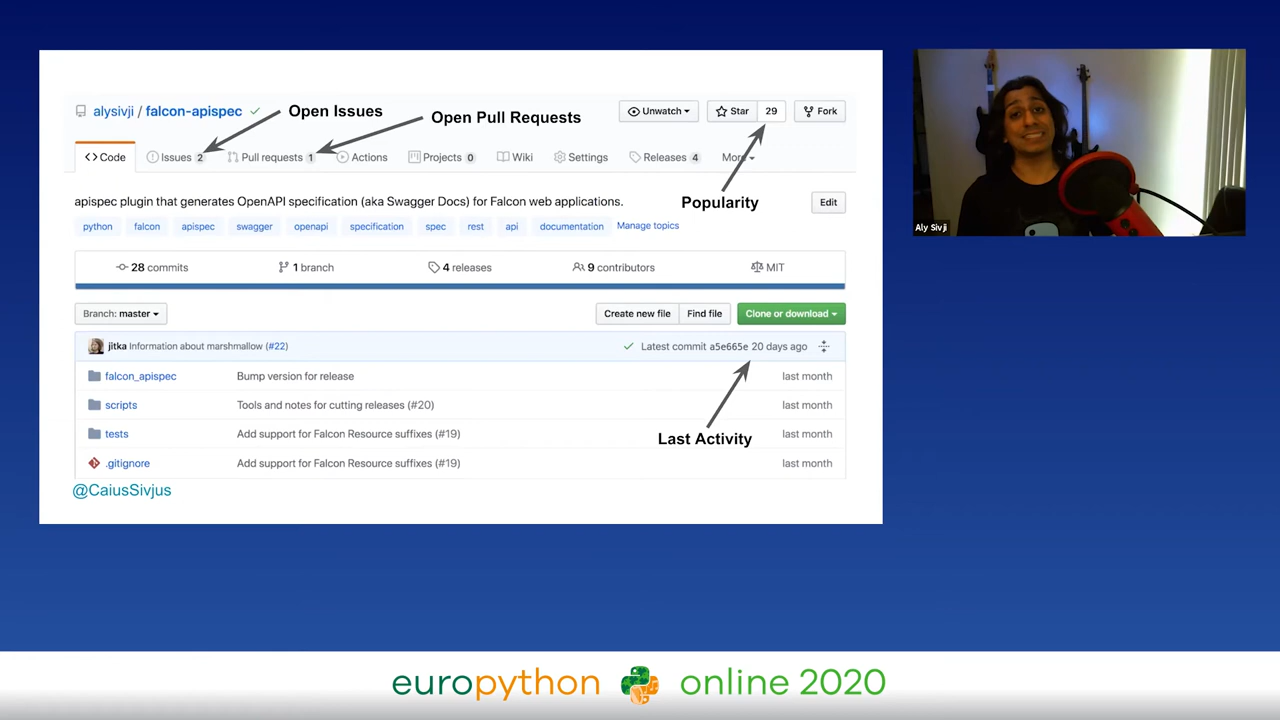 alysivji / falcon-apispec
Open Issues
Open Pull Requests
Unwatch
Star 29
Fork
Code
Issues 2
Pull requests 1
Actions
Projects 0
Wiki
Settings
Releases 4
More
Popularity
apispec plugin that generates OpenAPI specification (aka Swagger Docs) for Falcon web applications.
Edit
python falcon apispec swagger openapi specification spec rest api documentation Manage topics
28 commits 1 branch 4 releases 9 contributors MIT
Branch: master
Create new file Find file Clone or download
jitka Information about marshmallow (#22) Latest commit a5e665e 20 days ago
falcon_apispec Bump version for release last month
scripts Tools and notes for cutting releases (#20) last month
tests Add support for Falcon Resource suffixes (#19) last month
Last Activity
.gitignore Add support for Falcon Resource suffixes (#19) last month
@CaiusSivjus
Aly Sivji
europython online 2020